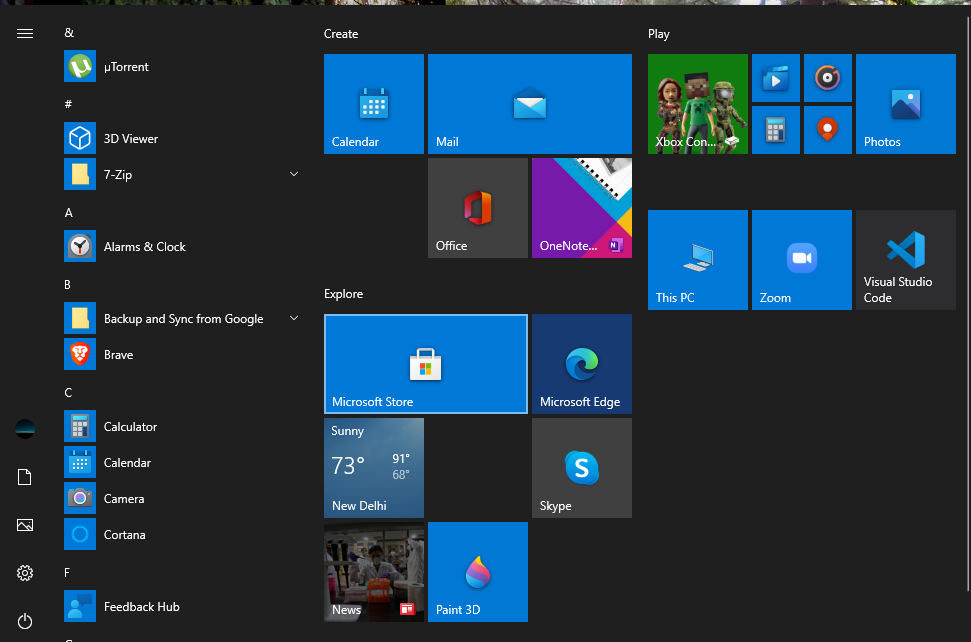 &
µTorrent
#
3D Viewer
7-Zip
A
Alarms & Clock
B
Backup and Sync from Google
Brave
C
Calculator
Calendar
Camera
Cortana
F
Feedback Hub
Create
Calendar
Mail
Office
OneNote...
Explore
Microsoft Store
Microsoft Edge
Sunny
73°
91°
68°
New Delhi
Skype
News
Paint 3D
Play
Xbox Con...
Photos
This PC
Zoom
Visual Studio
Code